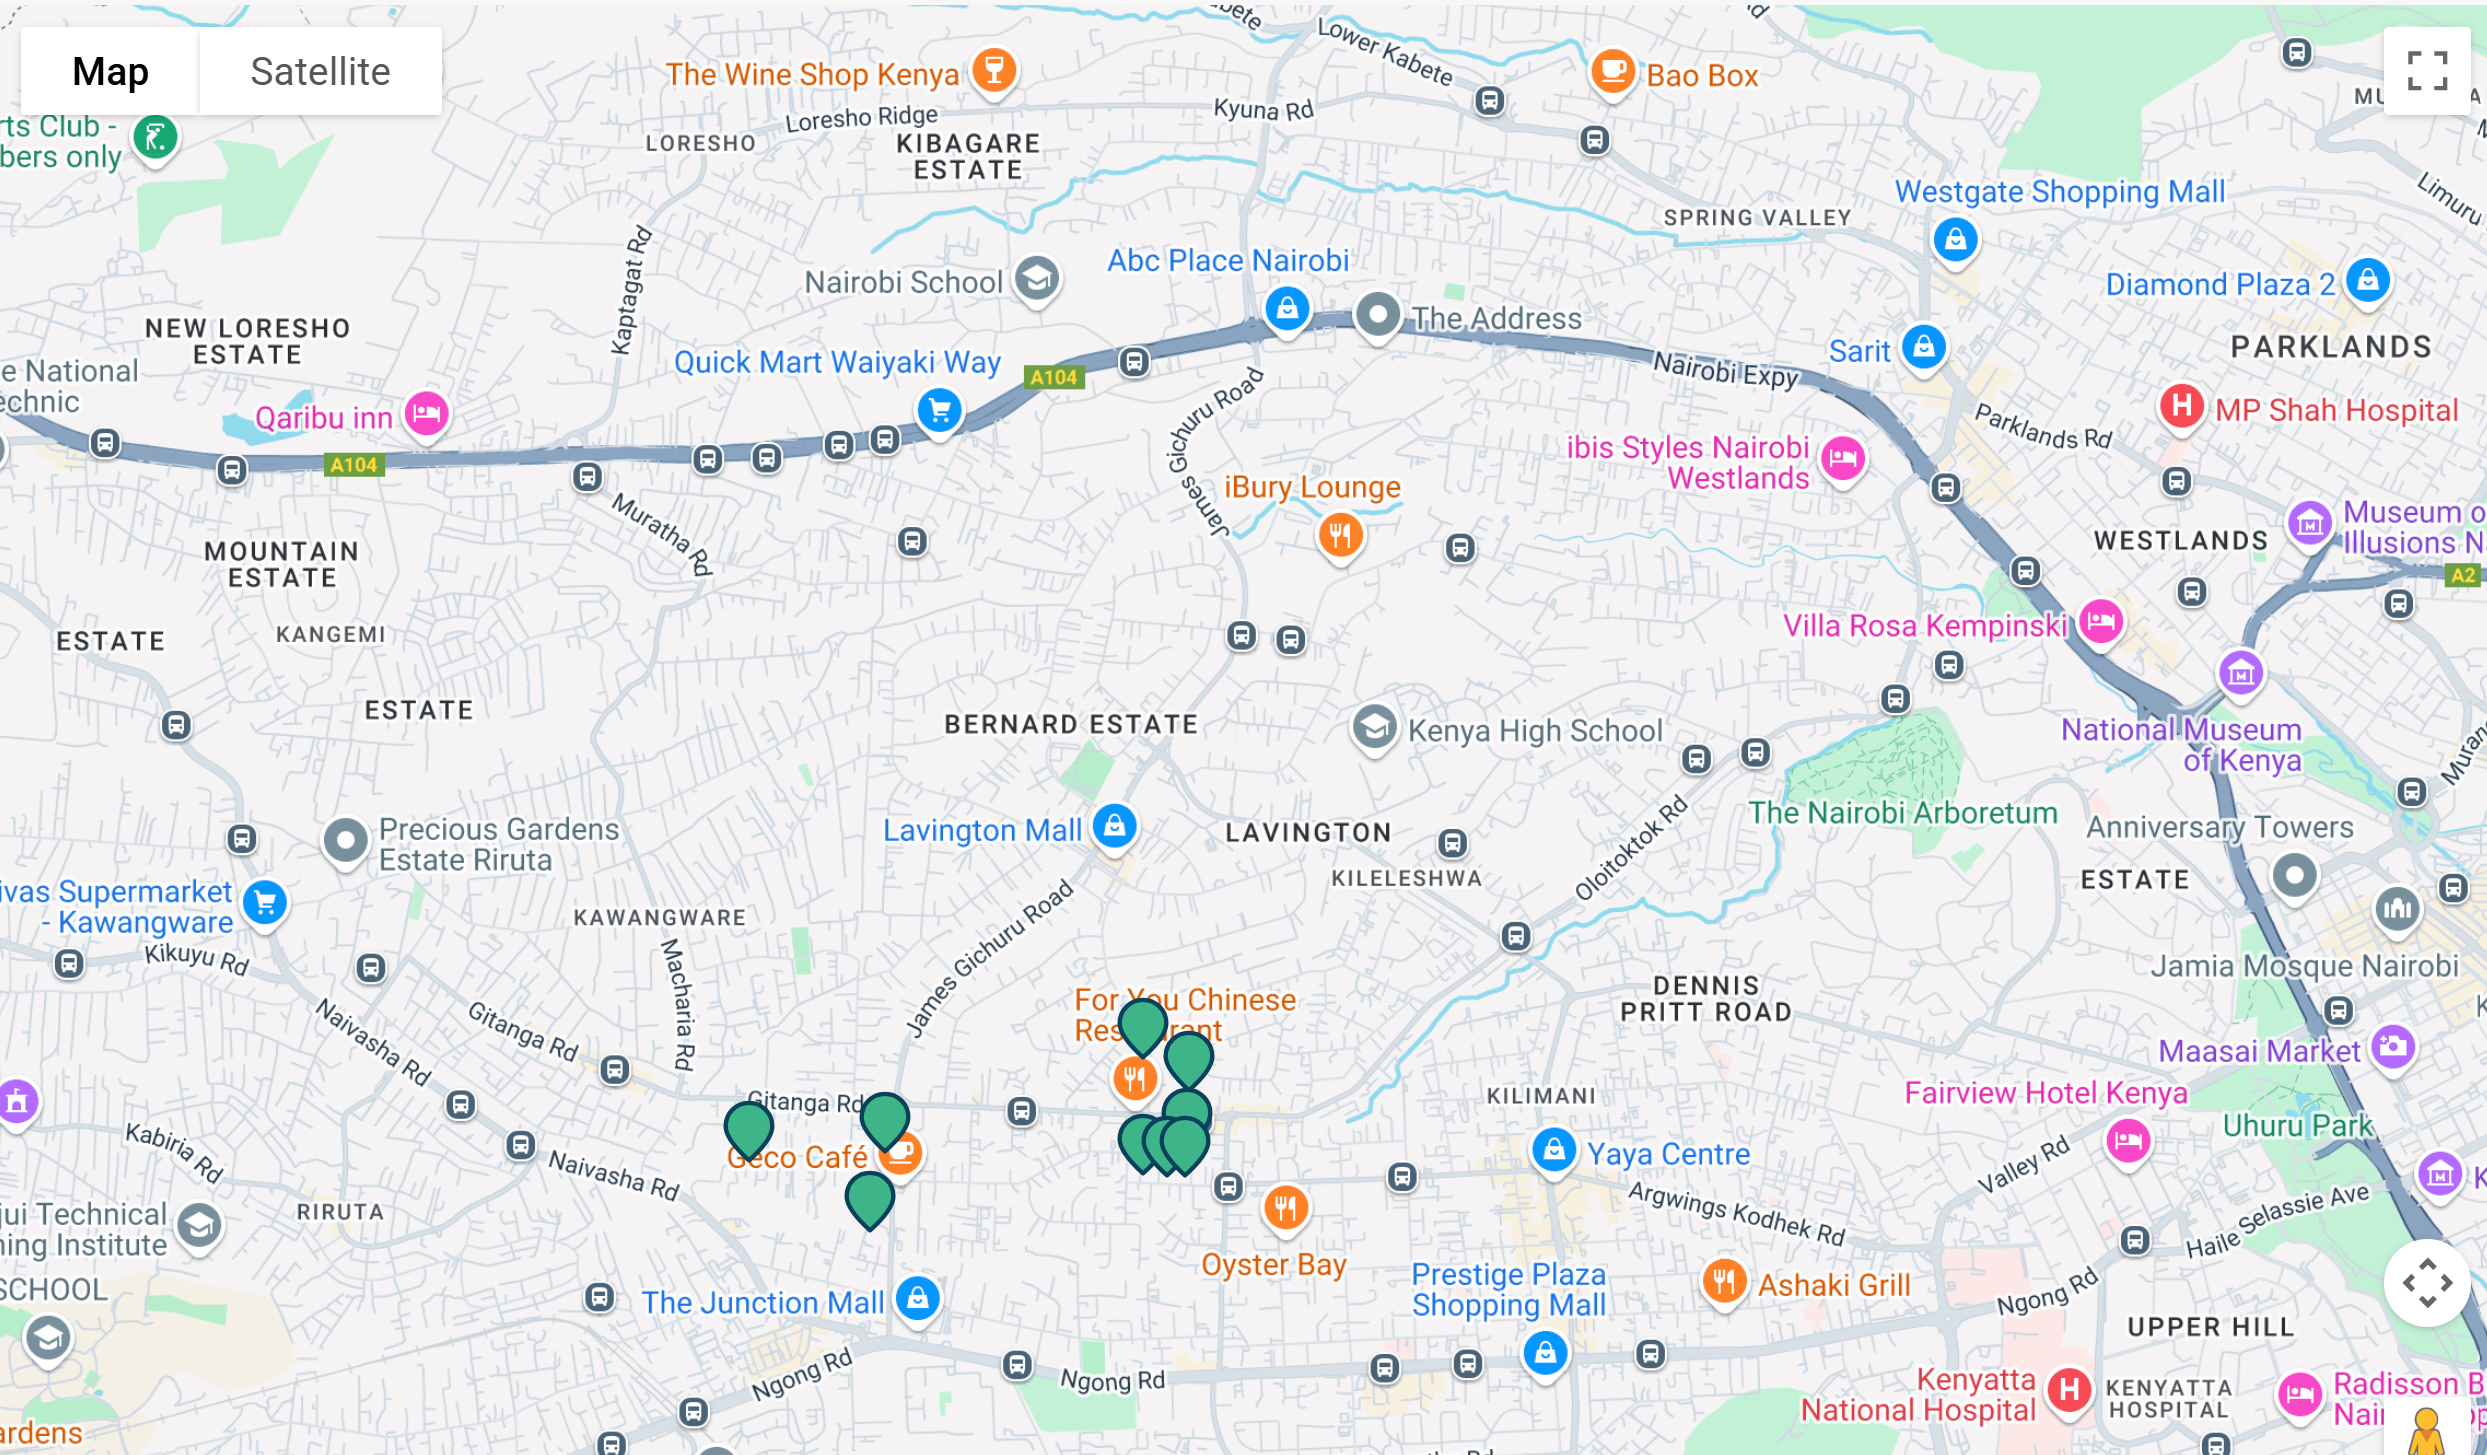 Map
Satellite
The Wine Shop Kenya
Lower Kabete
Bao Box
Loresho Ridge
Kyuna Rd
rts Club -
bers only
LORESHO
KIBAGARE
ESTATE
Westgate Shopping Mall
Limuru
SPRING VALLEY
Kaptagat Rd
Nairobi School
Abc Place Nairobi
Diamond Plaza 2
The Address
NEW LORESHO
ESTATE
PARKLANDS
Sarit
Nairobi Expy
Quick Mart Waiyaki Way
A104
e National
echnic
Qaribu inn
MP Shah Hospital
Parklands Rd
James Gichuru Road
A104
ibis Styles Nairobi
Westlands
iBury Lounge
Muratha Rd
Museum o
Illusions N
WESTLANDS
MOUNTAIN
ESTATE
A2
ESTATE
KANGEMI
Villa Rosa Kempinski
ESTATE
BERNARD ESTATE
Kenya High School
National Museum
of Kenya
Muran
The Nairobi Arboretum
Precious Gardens
Estate Riruta
Lavington Mall
LAVINGTON
Anniversary Towers
Oloitoktok Rd
KILELESHWA
ESTATE
ivas Supermarket
- Kawangware
KAWANGWARE
Kikuyu Rd
James Gichuru Road
Macharia Rd
Jamia Mosque Nairobi
DENNIS
PRITT ROAD
For You Chinese
Restaurant
Gitanga Rd
Naivasha Rd
Maasai Market
KILIMANI
Fairview Hotel Kenya
Gitanga Rd
Uhuru Park
Kabiria Rd
Geco Café
Yaya Centre
Valley Rd
Naivasha Rd
K
Argwings Kodhek Rd
RIRUTA
Haile Selassie Ave
jui Technical
ning Institute
Oyster Bay
SCHOOL
Prestige Plaza
Shopping Mall
Ashaki Grill
The Junction Mall
Ngong Rd
UPPER HILL
Ngong Rd
Ngong Rd
Kenyatta
National Hospital
KENYATTA
HOSPITAL
Radisson B
Nair
ardens